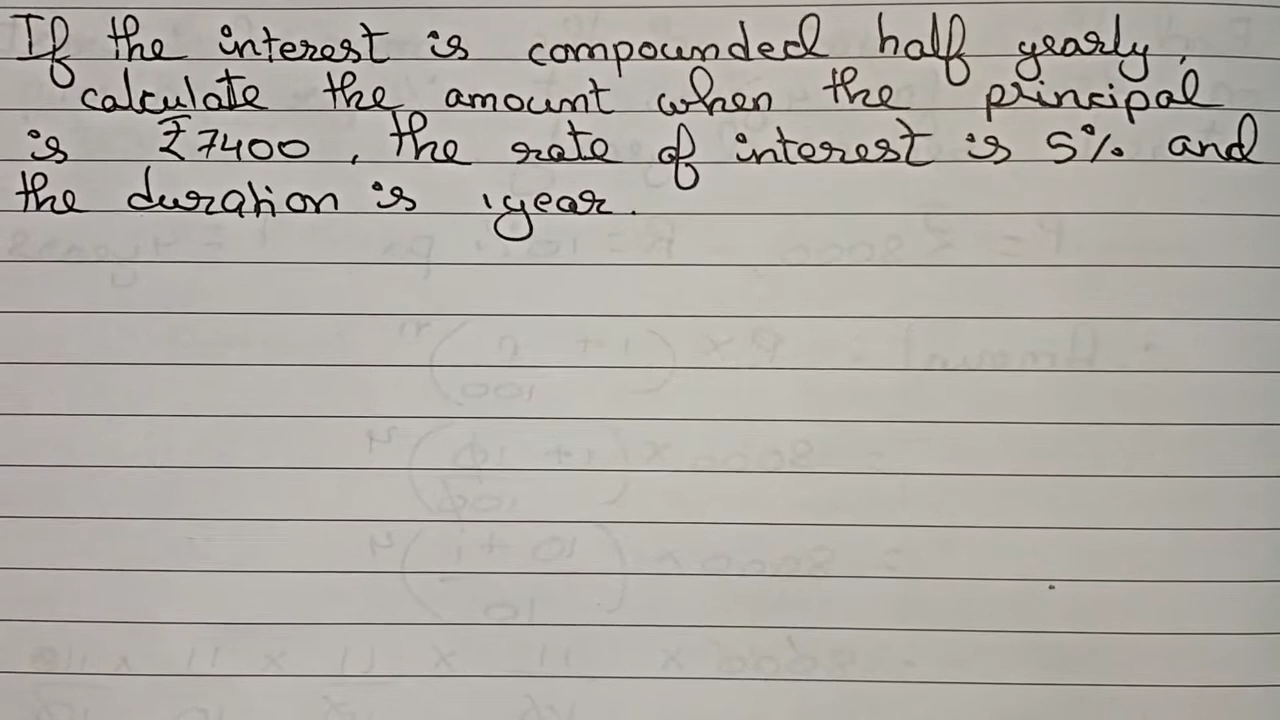 If the interest is compounded half yearly,
calculate the amount when the principal
is ₹7400, the rate of interest is 5% and
the duration is 1year.